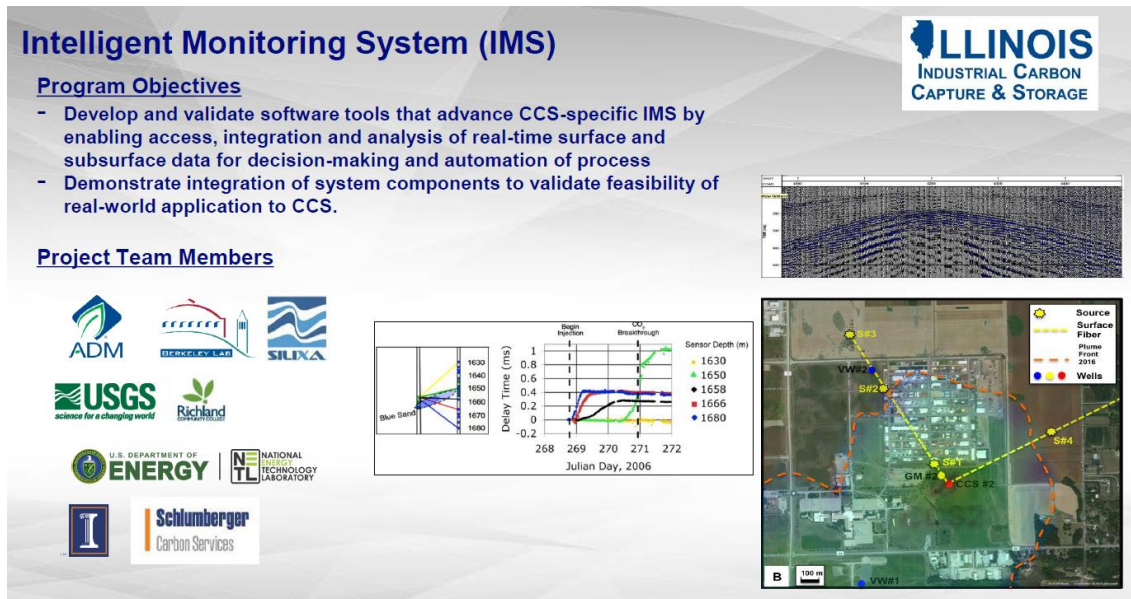 Intelligent Monitoring System (IMS)
ILLINOIS
INDUSTRIAL CARBON
CAPTURE & STORAGE
Program Objectives
- Develop and validate software tools that advance CCS-specific IMS by
enabling access, integration and analysis of real-time surface and
subsurface data for decision-making and automation of process
- Demonstrate integration of system components to validate feasibility of
real-world application to CCS.
Project Team Members
ADM
BERKELEY LAB
SILIXA
USGS
science for a changing world
Richland
COMMUNITY COLLEGE
U.S. DEPARTMENT OF
ENERGY
NETL
NATIONAL
ENERGY
TECHNOLOGY
LABORATORY
I
Schlumberger
Carbon Services
Blue Sand
1630
1640
1650
1660
1670
1680
Begin
Injection
CO2
Breakthrough
Delay Time (ms)
1
0.8
0.6
0.4
0.2
0
-0.2
268 269 270 271 272
Julian Day, 2006
Sensor Depth (m)
1630
1650
1658
1666
1680
Source
Surface
Fiber
Plume
Front
2016
Wells
S#3
VW#2
S#2
S#4
S#1
GM #2
CCS #2
VW#1
B
100 m